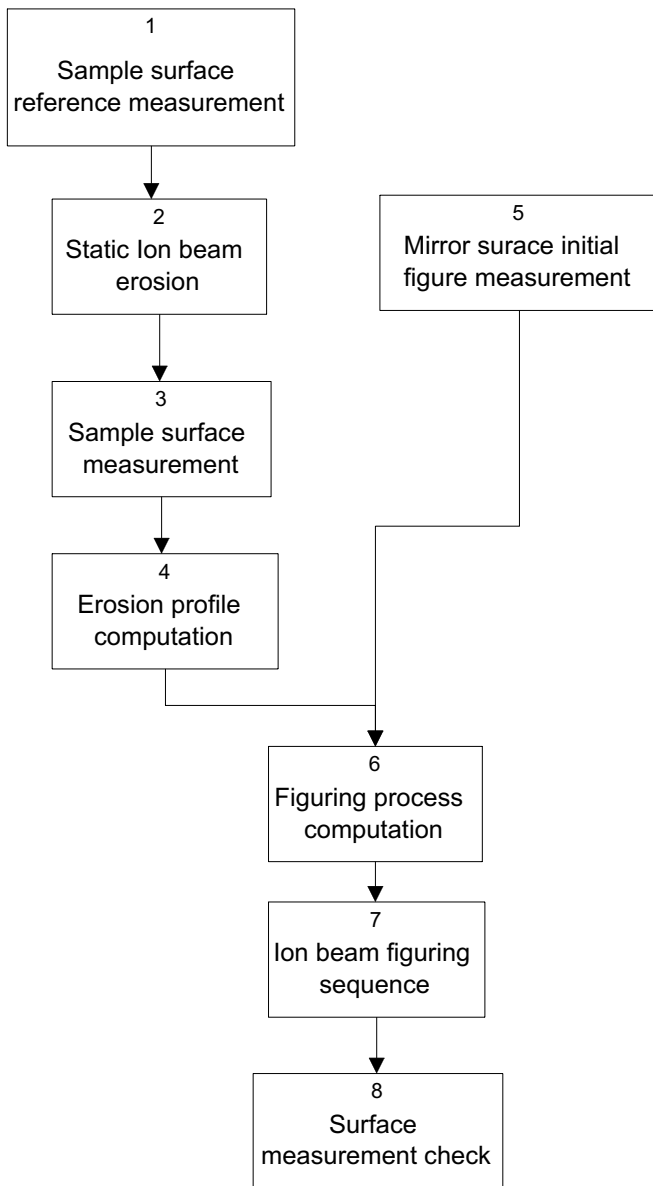 1
Sample surface
reference measurement
2
Static Ion beam
erosion
3
Sample surface
measurement
4
Erosion profile
computation
5
Mirror surace initial
figure measurement
6
Figuring process
computation
7
Ion beam figuring
sequence
8
Surface
measurement check